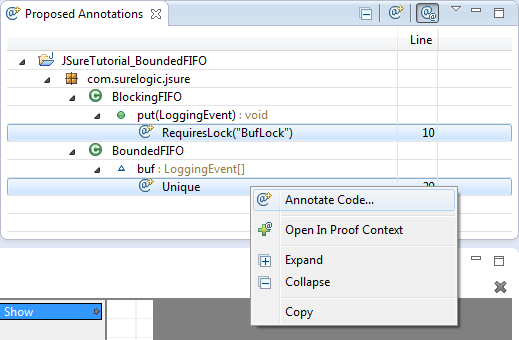 Proposed Annotations
Line
JSureTutorial_BoundedFIFO
com.surelogic.jsure
BlockingFIFO
put(LoggingEvent) : void
RequiresLock("BufLock") 10
BoundedFIFO
buf : LoggingEvent[]
Unique
Annotate Code...
Open In Proof Context
Expand
Collapse
Copy
Show